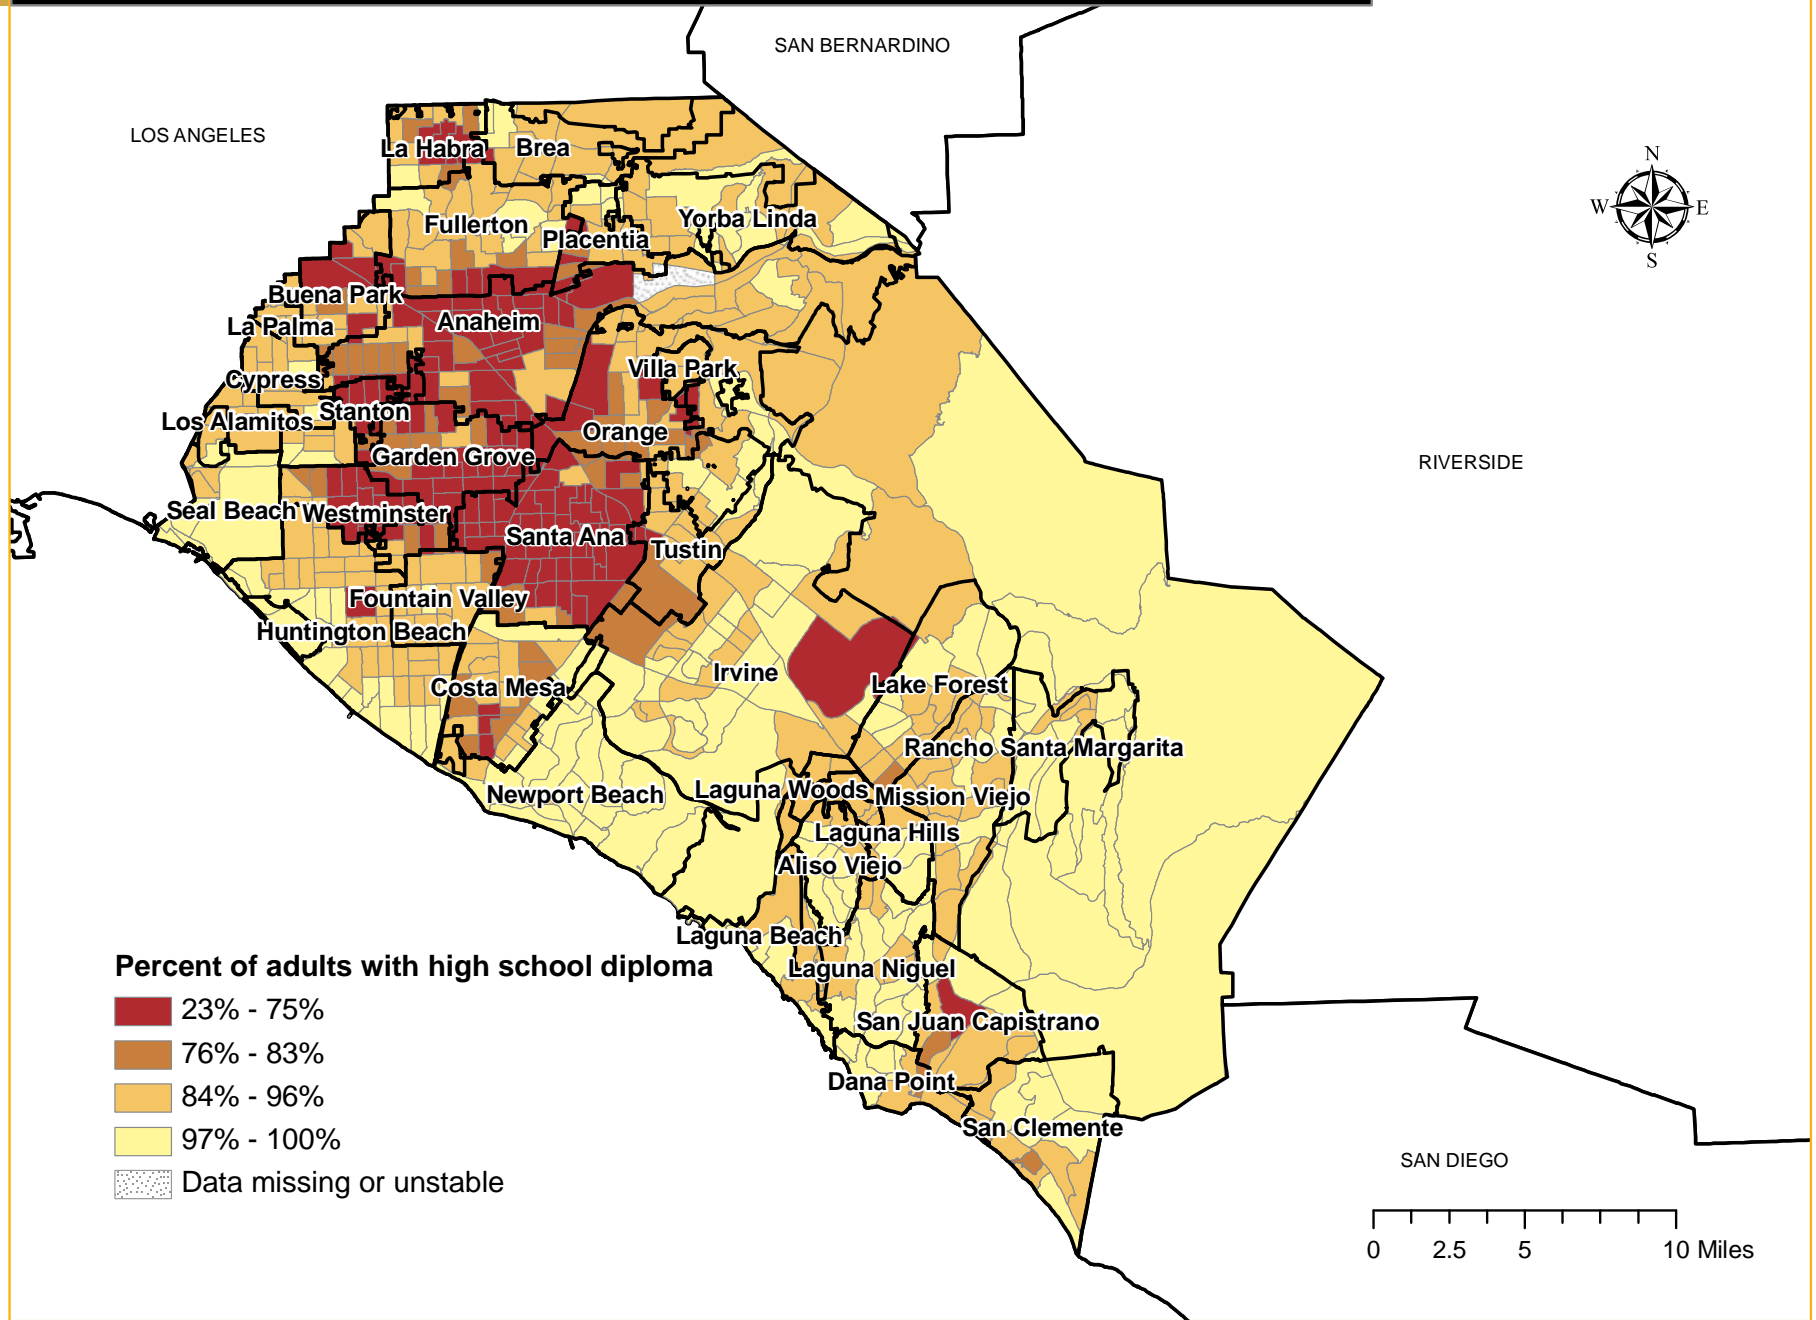 SAN BERNARDINO
LOS ANGELES
N
W
E
S
La Habra
Brea
Yorba Linda
Fullerton
Placentia
Buena Park
La Palma
Anaheim
Villa Park
Cypress
Stanton
Los Alamitos
Orange
Garden Grove
RIVERSIDE
Seal Beach
Westminster
Santa Ana
Tustin
Fountain Valley
Huntington Beach
Irvine
Lake Forest
Costa Mesa
Rancho Santa Margarita
Newport Beach
Laguna Woods
Mission Viejo
Laguna Hills
Aliso Viejo
Laguna Beach
Laguna Niguel
San Juan Capistrano
Dana Point
San Clemente
SAN DIEGO
Percent of adults with high school diploma
23% - 75%
76% - 83%
84% - 96%
97% - 100%
Data missing or unstable
0 2.5 5 10 Miles